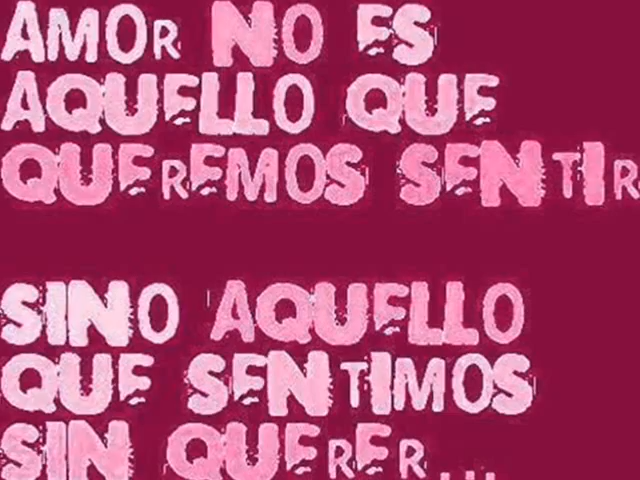 AMOR NO ES
AQUELLO QUE
QUEREMOS SENTIR
SINO AQUELLO
QUE SENTIMOS
SIN QUERER...